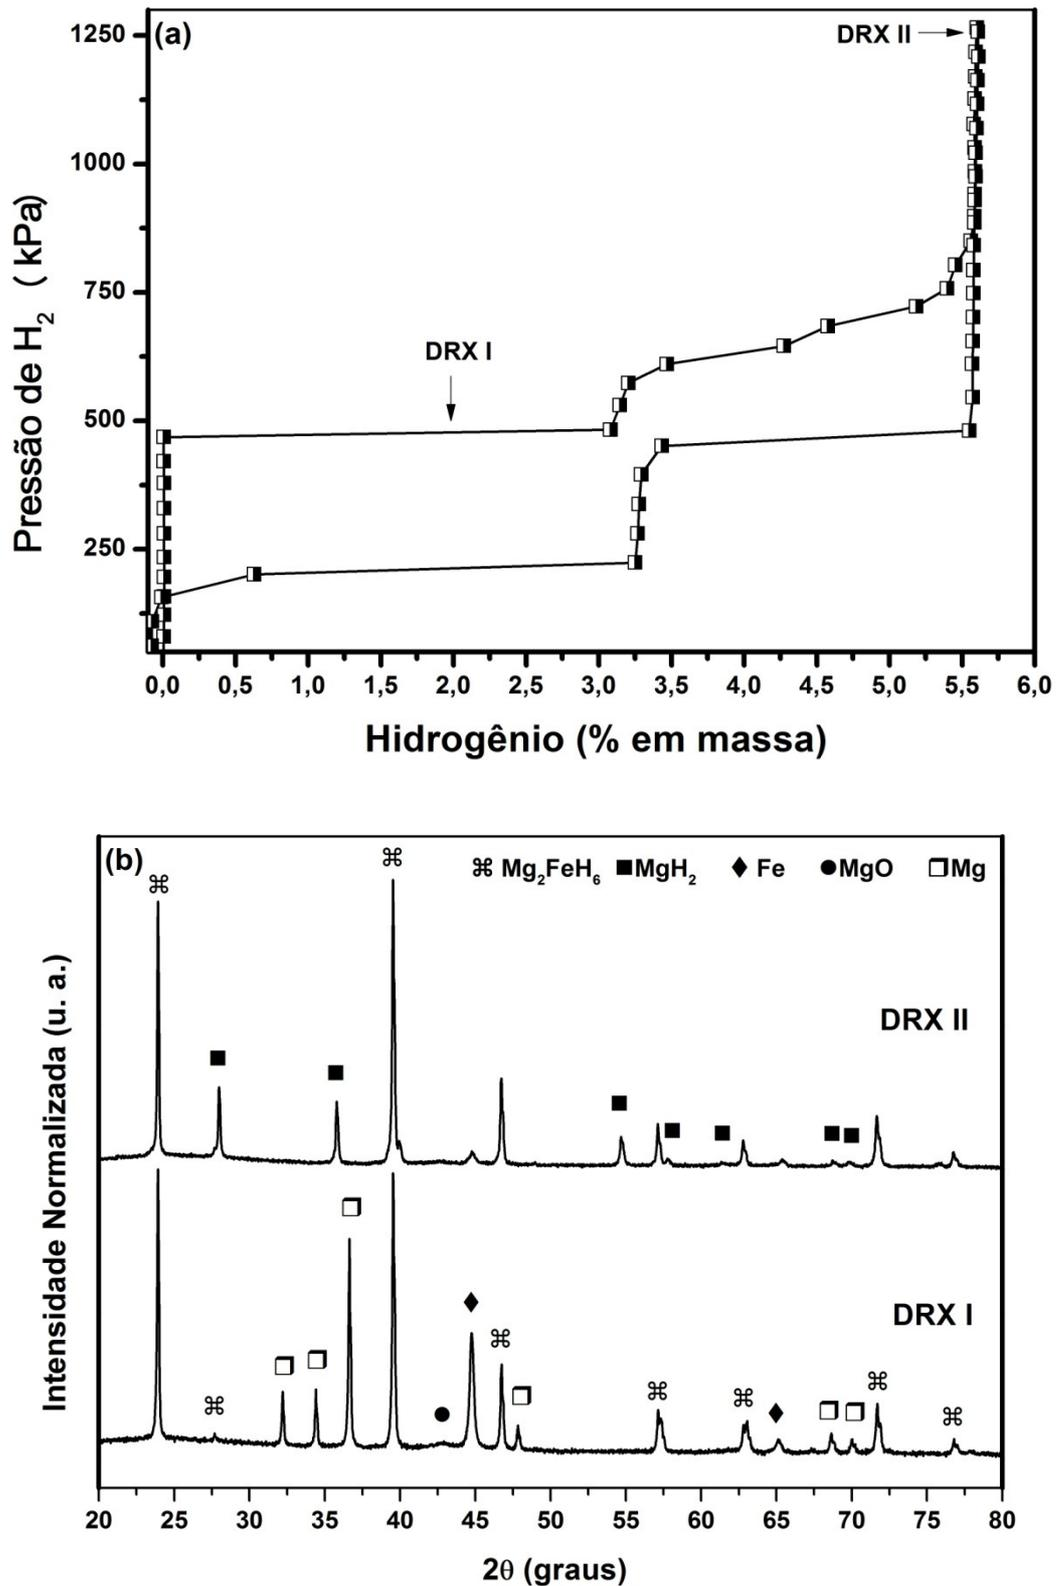 (a)
DRX II
1250
1000
750
500
250
Pressão de H₂ ( kPa)
DRX I
0,0 0,5 1,0 1,5 2,0 2,5 3,0 3,5 4,0 4,5 5,0 5,5 6,0
Hidrogênio (% em massa)
(b)
Mg₂FeH₆ MgH₂ Fe MgO Mg
Intensidade Normalizada (u. a.)
DRX II
DRX I
20 25 30 35 40 45 50 55 60 65 70 75 80
2θ (graus)